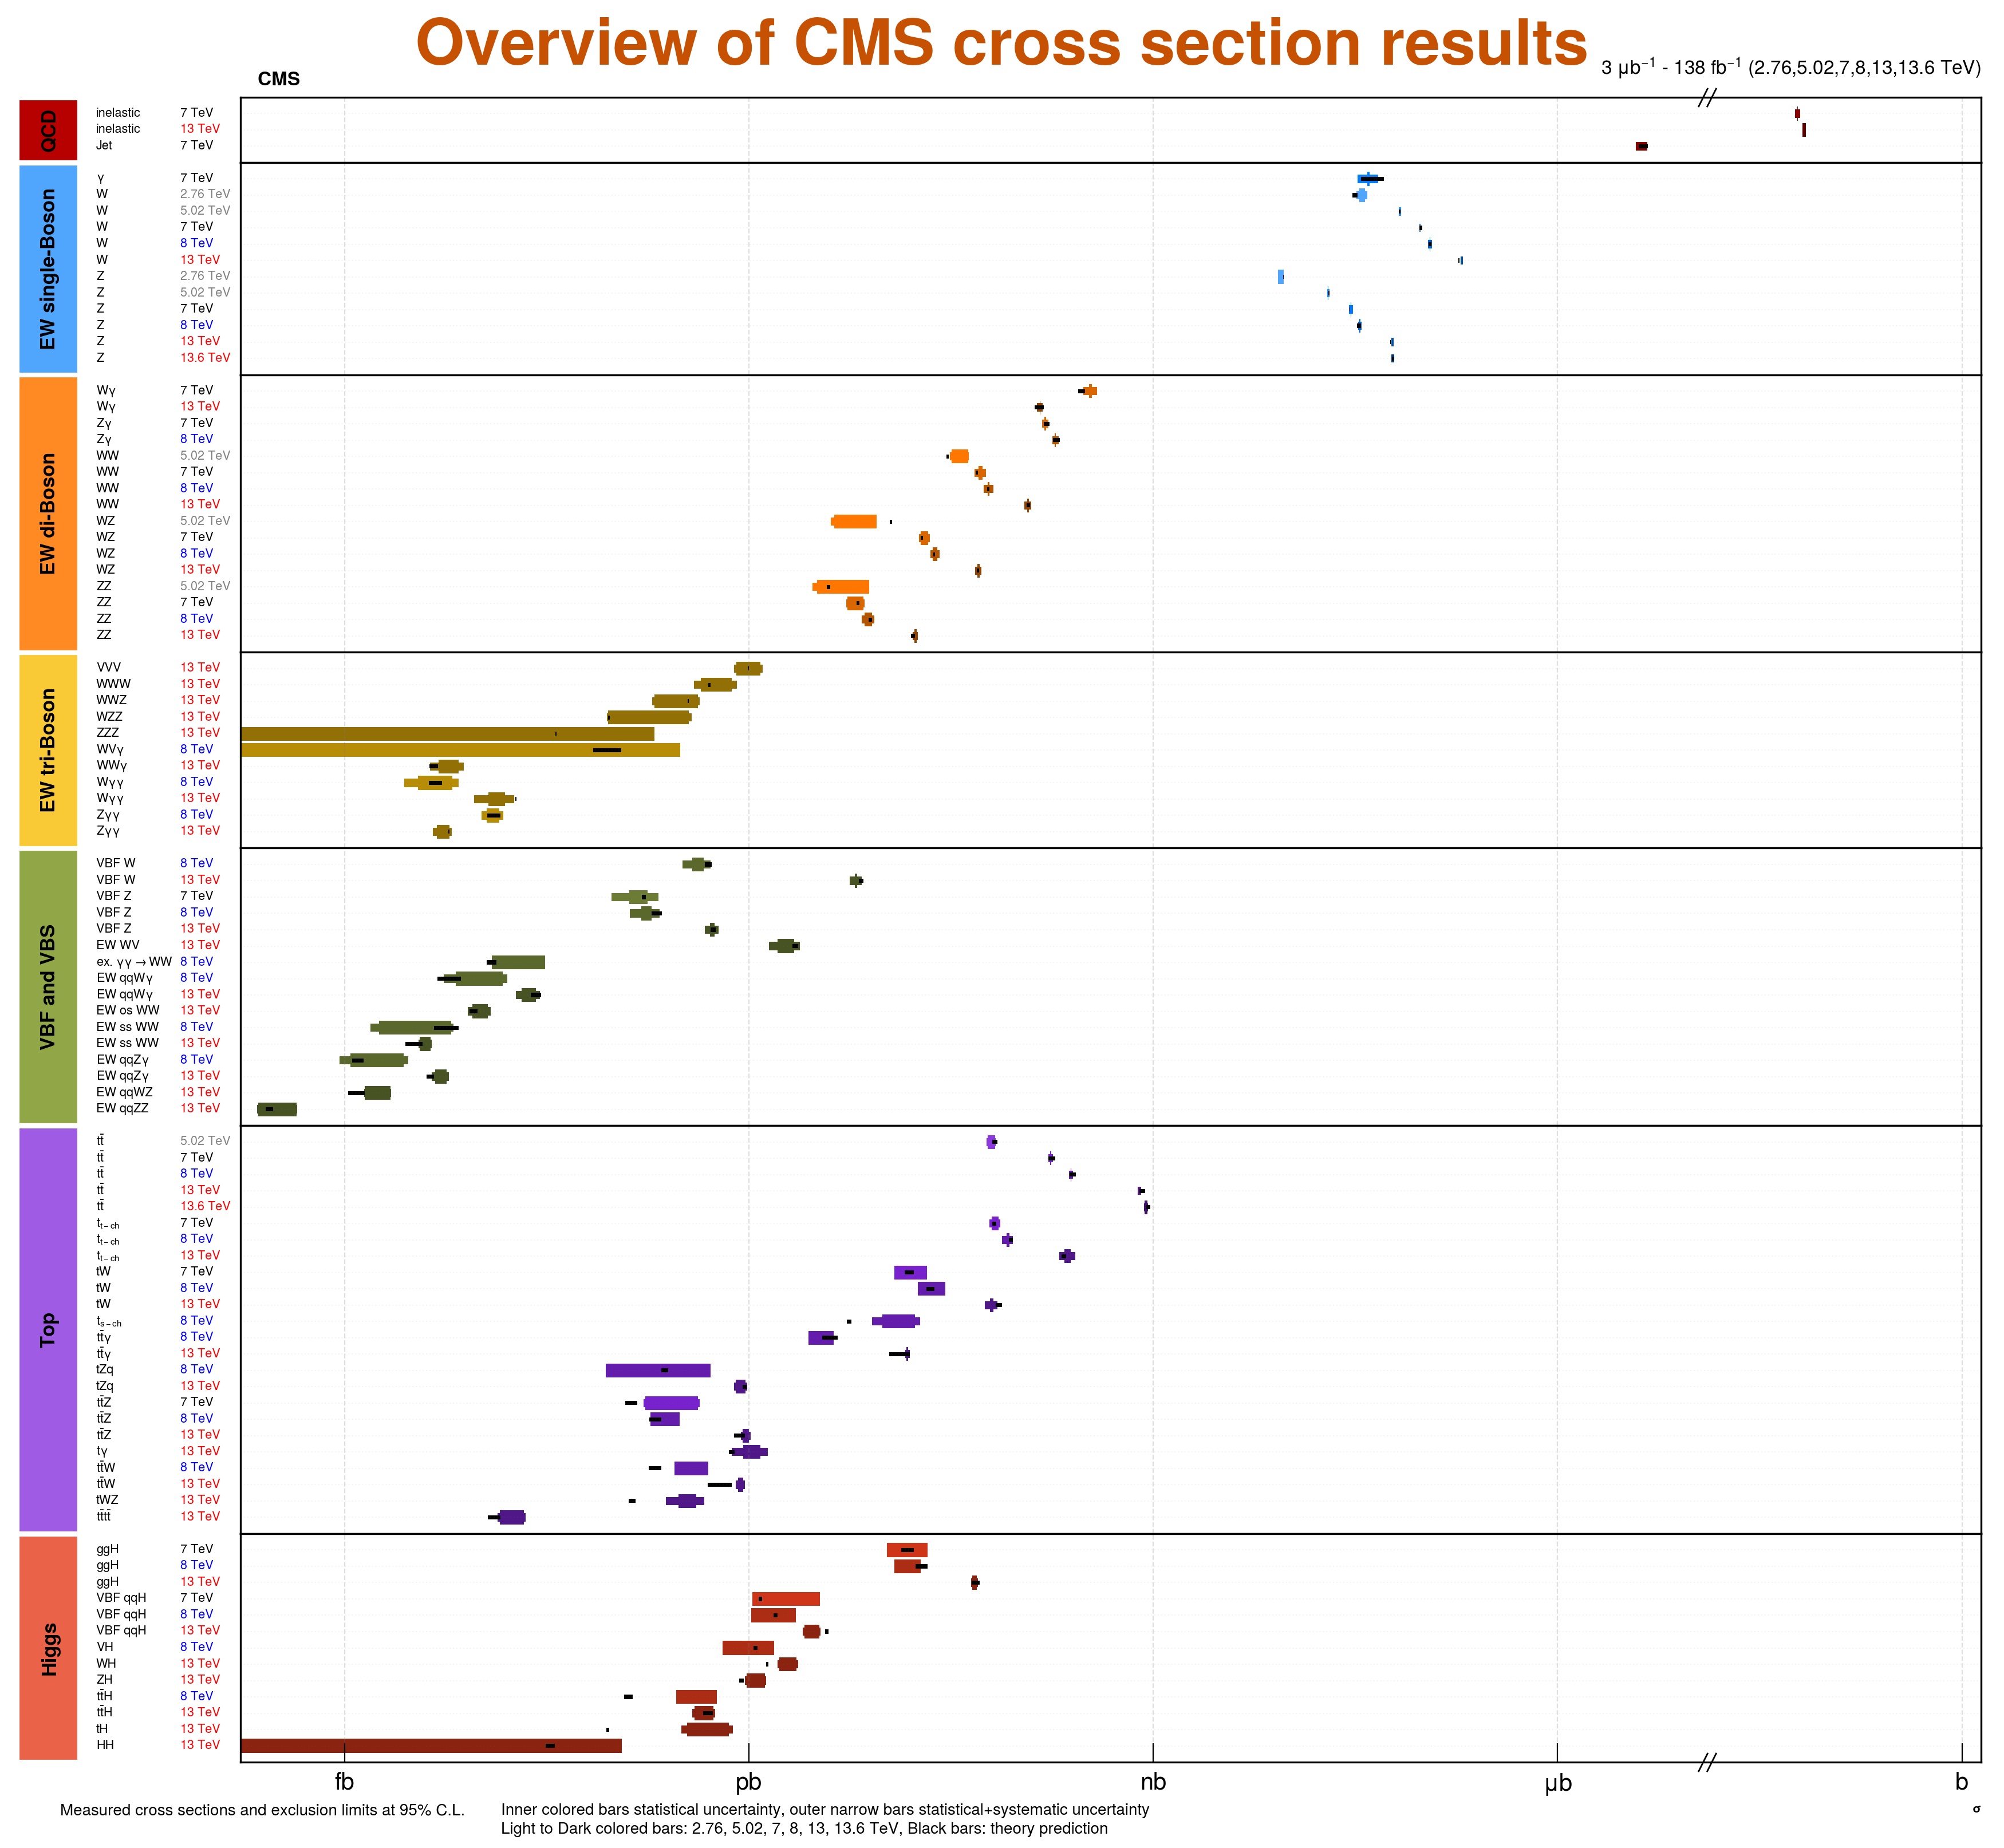 Overview of CMS cross section results
CMS
3 μb⁻¹ - 138 fb⁻¹ (2.76,5.02,7,8,13,13.6 TeV)
QCD
inelastic 7 TeV
inelastic 13 TeV
Jet 7 TeV
EW single-Boson
γ 7 TeV
W 2.76 TeV
W 5.02 TeV
W 7 TeV
W 8 TeV
W 13 TeV
Z 2.76 TeV
Z 5.02 TeV
Z 7 TeV
Z 8 TeV
Z 13 TeV
Z 13.6 TeV
EW di-Boson
Wγ 7 TeV
Wγ 13 TeV
Zγ 7 TeV
Zγ 8 TeV
WW 5.02 TeV
WW 7 TeV
WW 8 TeV
WW 13 TeV
WZ 5.02 TeV
WZ 7 TeV
WZ 8 TeV
WZ 13 TeV
ZZ 5.02 TeV
ZZ 7 TeV
ZZ 8 TeV
ZZ 13 TeV
EW tri-Boson
VVV 13 TeV
WWW 13 TeV
WWZ 13 TeV
WZZ 13 TeV
ZZZ 13 TeV
WVγ 8 TeV
WWγ 13 TeV
Wγγ 8 TeV
Wγγ 13 TeV
Zγγ 8 TeV
Zγγ 13 TeV
VBF and VBS
VBF W 8 TeV
VBF W 13 TeV
VBF Z 7 TeV
VBF Z 8 TeV
VBF Z 13 TeV
EW WV 13 TeV
ex. γγ→WW 8 TeV
EW qqWγ 8 TeV
EW qqWγ 13 TeV
EW os WW 13 TeV
EW ss WW 8 TeV
EW ss WW 13 TeV
EW qqZγ 8 TeV
EW qqZγ 13 TeV
EW qqWZ 13 TeV
EW qqZZ 13 TeV
Top
tt̄ 5.02 TeV
tt̄ 7 TeV
tt̄ 8 TeV
tt̄ 13 TeV
tt̄ 13.6 TeV
t t−ch 7 TeV
t t−ch 8 TeV
t t−ch 13 TeV
tW 7 TeV
tW 8 TeV
tW 13 TeV
t s−ch 8 TeV
tt̄γ 8 TeV
tt̄γ 13 TeV
tZq 8 TeV
tZq 13 TeV
tt̄Z 7 TeV
tt̄Z 8 TeV
tt̄Z 13 TeV
tγ 13 TeV
tt̄W 8 TeV
tt̄W 13 TeV
tWZ 13 TeV
tt̄tt̄ 13 TeV
Higgs
ggH 7 TeV
ggH 8 TeV
ggH 13 TeV
VBF qqH 7 TeV
VBF qqH 8 TeV
VBF qqH 13 TeV
VH 8 TeV
WH 13 TeV
ZH 13 TeV
tt̄H 8 TeV
tt̄H 13 TeV
tH 13 TeV
HH 13 TeV
fb pb nb μb b
σ
Measured cross sections and exclusion limits at 95% C.L.
Inner colored bars statistical uncertainty, outer narrow bars statistical+systematic uncertainty
Light to Dark colored bars: 2.76, 5.02, 7, 8, 13, 13.6 TeV, Black bars: theory prediction